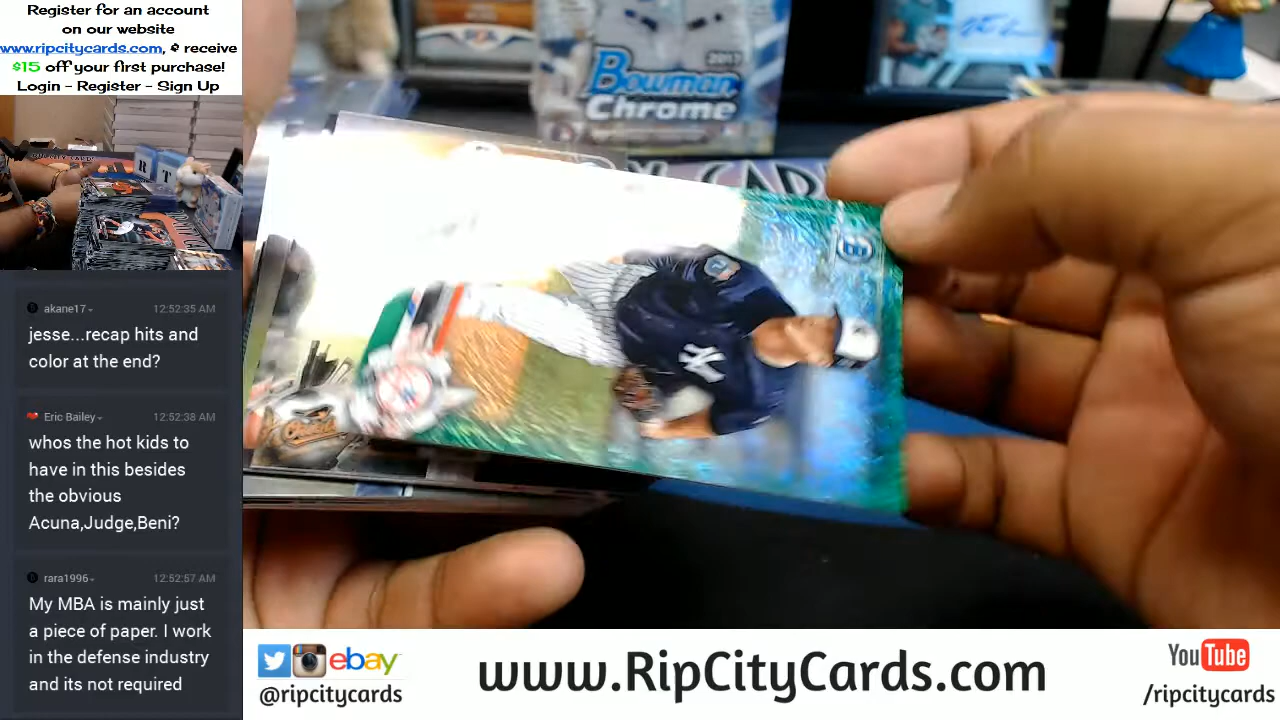 Register for an account
on our website
www.ripcitycards.com, & receive
$15 off your first purchase!
Login - Register - Sign Up
akane17
12:52:35 AM
jesse...recap hits and
color at the end?
Eric Bailey
12:52:38 AM
whos the hot kids to
have in this besides
the obvious
Acuna,Judge,Beni?
rara1996
12:52:57 AM
My MBA is mainly just
a piece of paper. I work
in the defense industry
and its not required
2017
Bowman
Chrome
CARD
NY
B
R
T
ebay
@ripcitycards
www.RipCityCards.com
YouTube
/ripcitycards